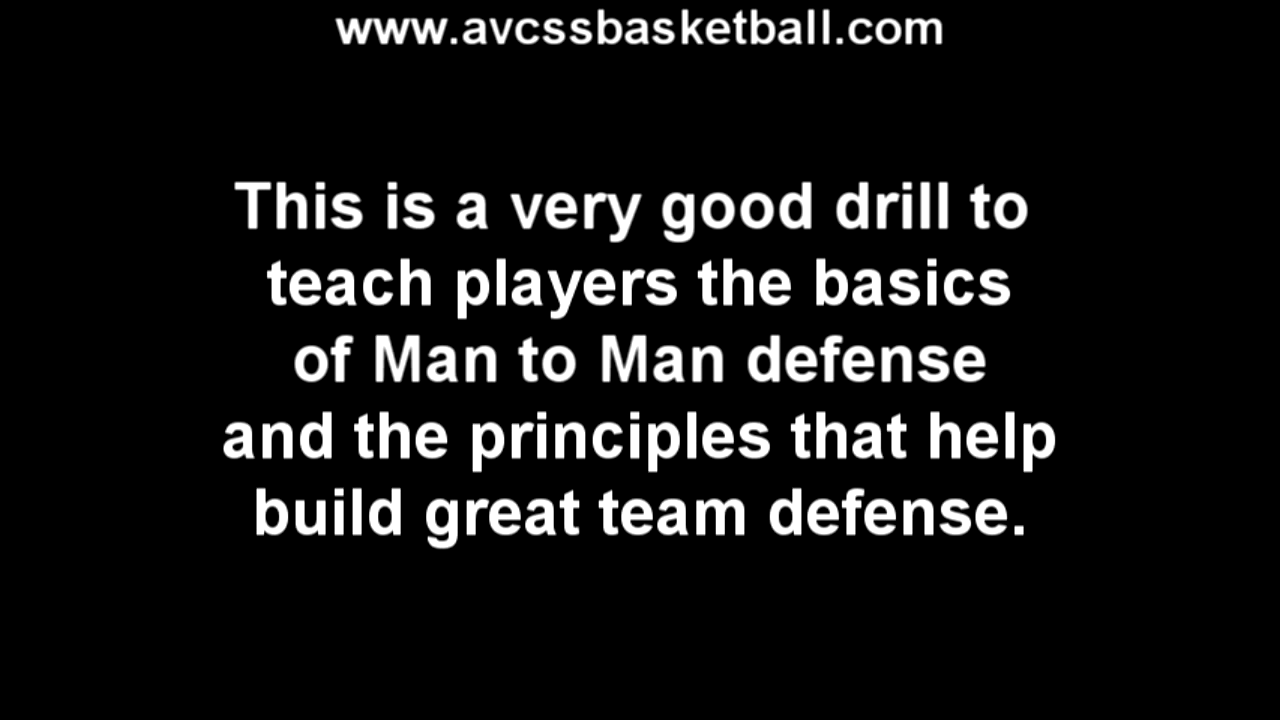 www.avcssbasketball.com
This is a very good drill to
teach players the basics
of Man to Man defense
and the principles that help
build great team defense.